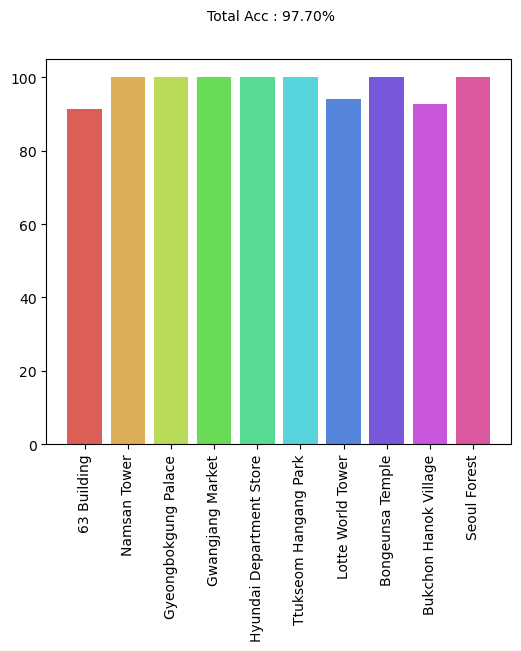 Total Acc : 97.70%
100
80
60
40
20
0
63 Building
Namsan Tower
Gyeongbokgung Palace
Gwangjang Market
Hyundai Department Store
Ttukseom Hangang Park
Lotte World Tower
Bongeunsa Temple
Bukchon Hanok Village
Seoul Forest